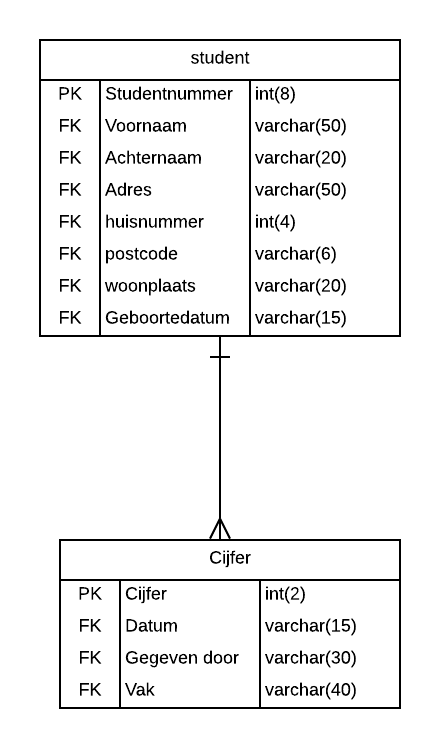 student
PK Studentnummer int(8)
FK Voornaam varchar(50)
FK Achternaam varchar(20)
FK Adres varchar(50)
FK huisnummer int(4)
FK postcode varchar(6)
FK woonplaats varchar(20)
FK Geboortedatum varchar(15)
Cijfer
PK Cijfer int(2)
FK Datum varchar(15)
FK Gegeven door varchar(30)
FK Vak varchar(40)